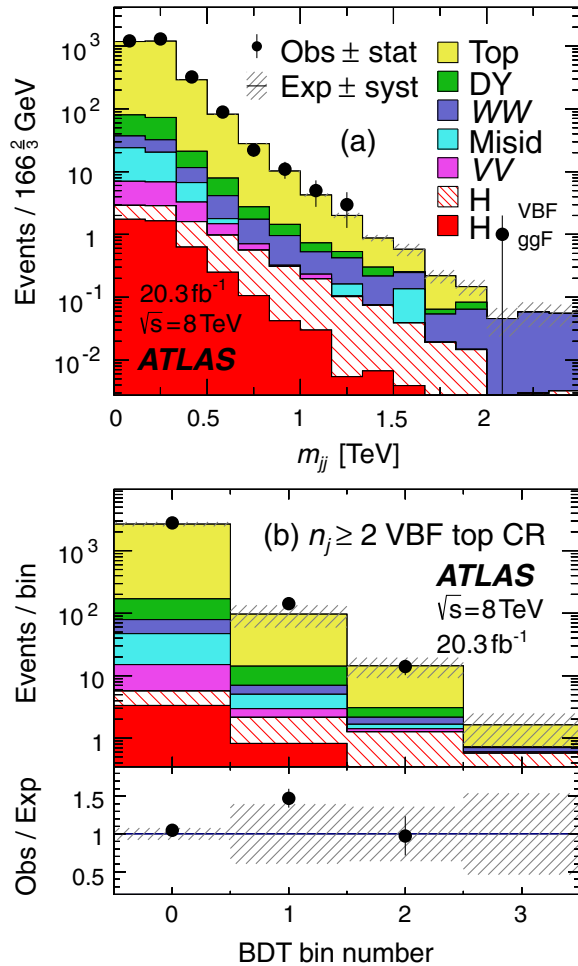 Events / 166 2/3 GeV
10³
10²
10
1
10⁻¹
10⁻²
Obs ± stat
Exp ± syst
(a)
Top
DY
WW
Misid
VV
H VBF
H ggF
20.3 fb⁻¹
√s = 8 TeV
ATLAS
0 0.5 1 1.5 2
m_jj [TeV]
Events / bin
10³
10²
10
1
(b) n_j ≥ 2 VBF top CR
ATLAS
√s = 8 TeV
20.3 fb⁻¹
Obs / Exp
1.5
1
0.5
0 1 2 3
BDT bin number